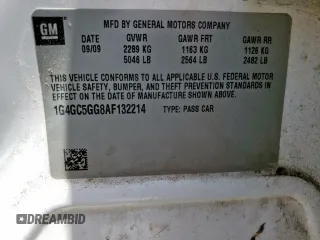 GM
MFD BY GENERAL MOTORS COMPANY
DATE GVWR GAWR FRT GAWR RR
09/09 2289 KG 1163 KG 1126 KG
5046 LB 2564 LB 2482 LB
THIS VEHICLE CONFORMS TO ALL APPLICABLE U.S. FEDERAL MOTOR
VEHICLE SAFETY, BUMPER, AND THEFT PREVENTION STANDARDS IN
EFFECT ON THE DATE OF MANUFACTURE SHOWN ABOVE.
1G4GC5GG8AF132214 TYPE: PASS CAR
DREAMBID